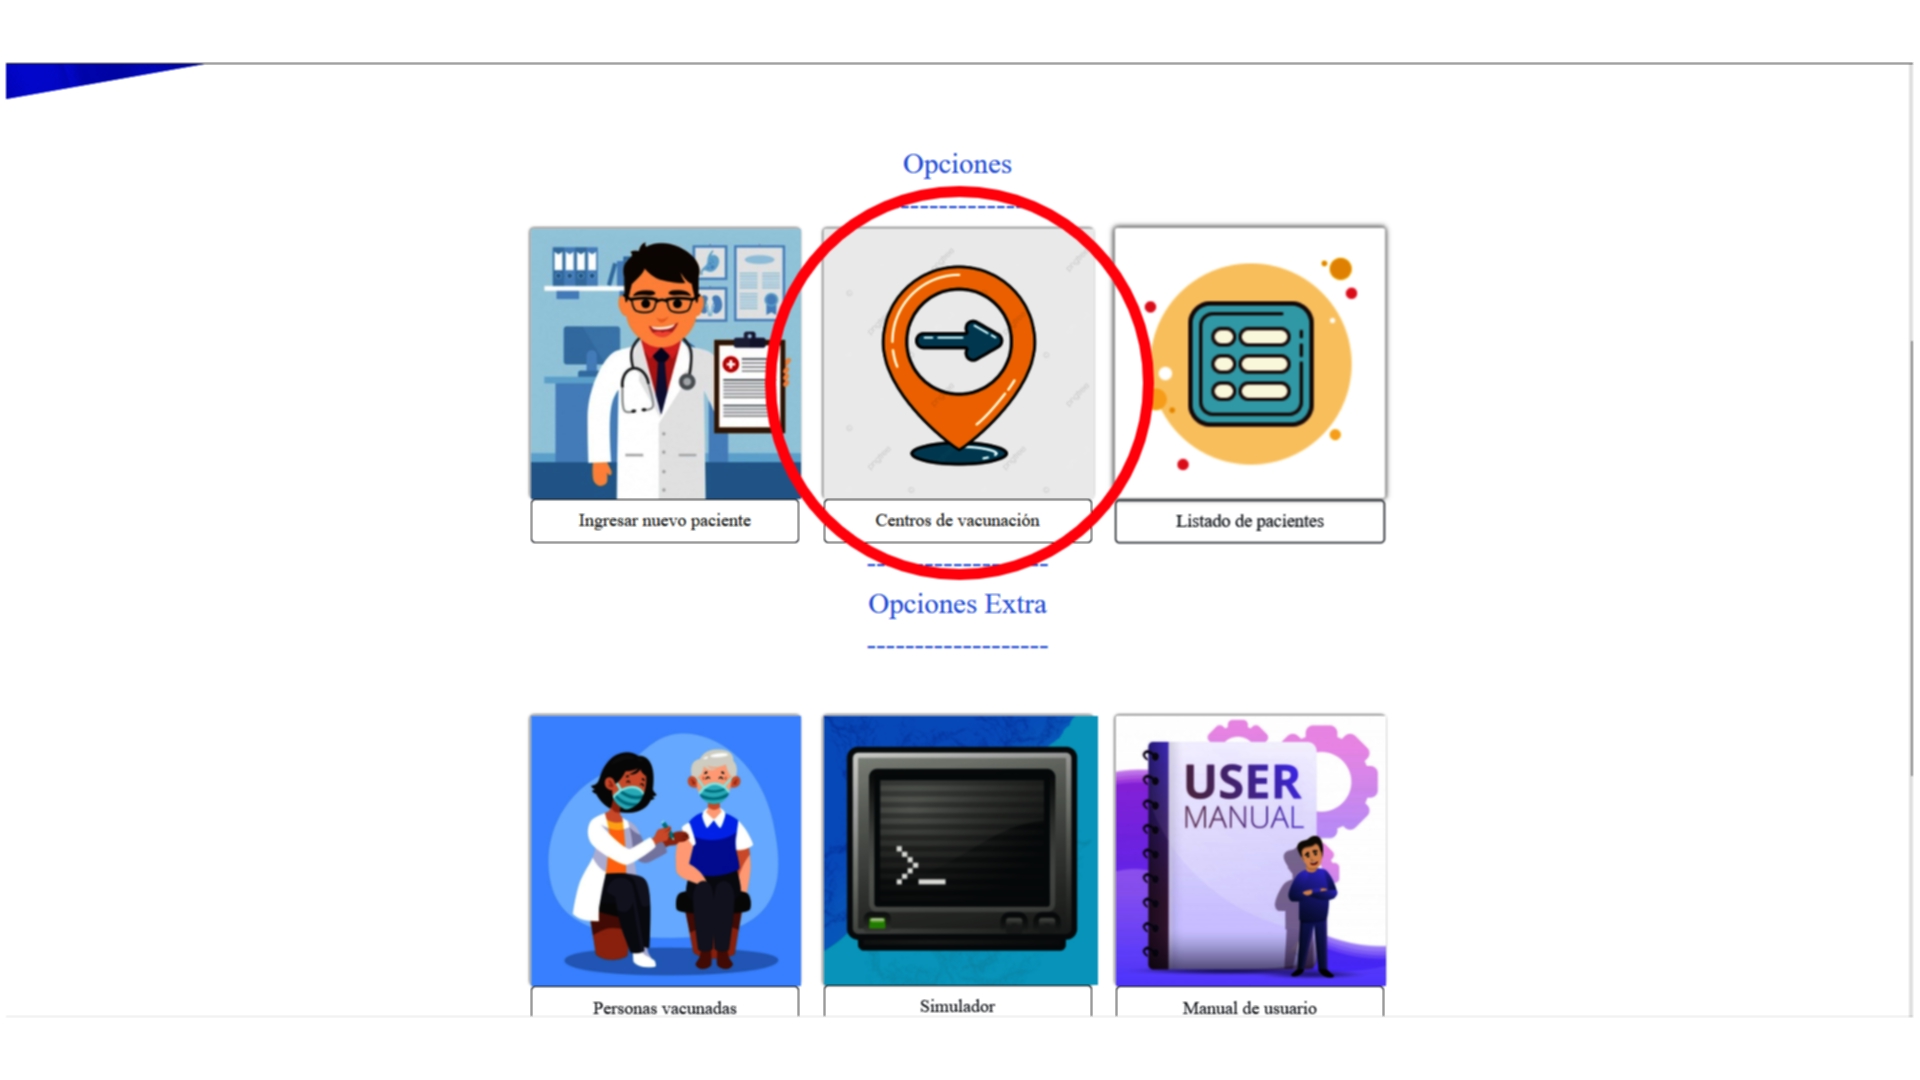 Opciones
--------------
Ingresar nuevo paciente
Centros de vacunación
Listado de pacientes
--------------------
Opciones Extra
--------------------
USER
MANUAL
>_
Personas vacunadas
Simulador
Manual de usuario